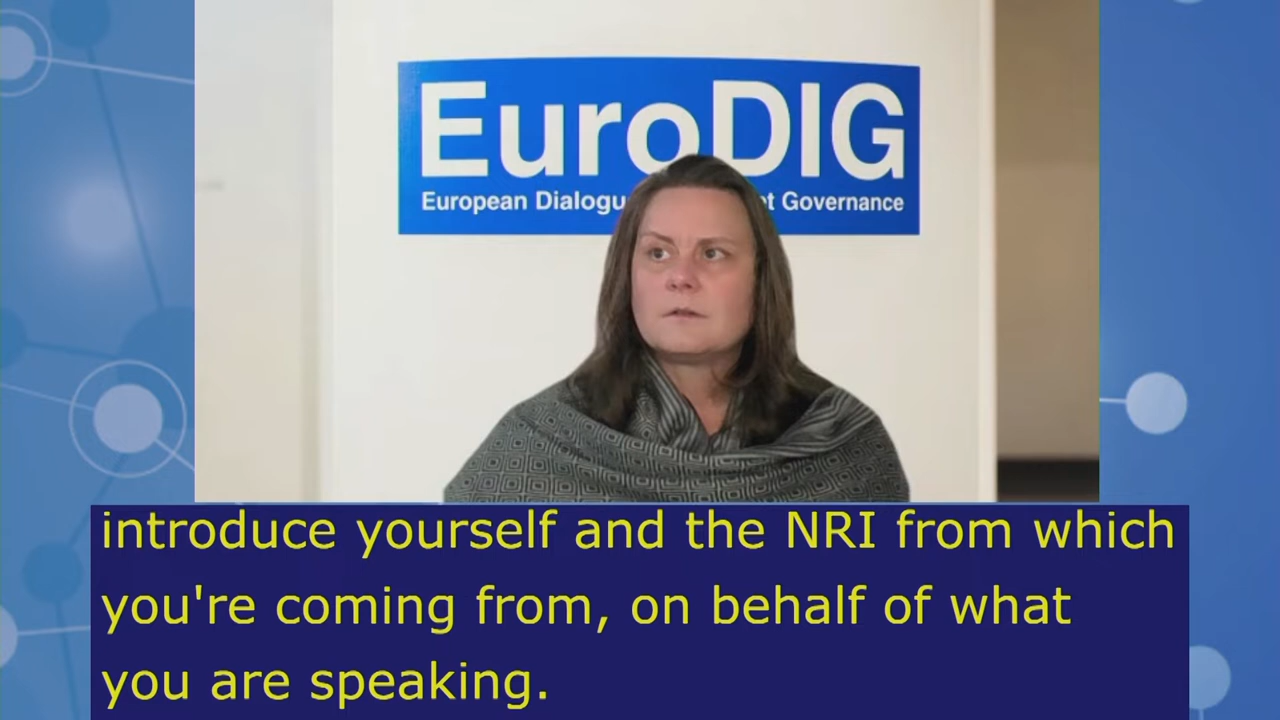 EuroDIG
European Dialogu et Governance
introduce yourself and the NRI from which
you're coming from, on behalf of what
you are speaking.